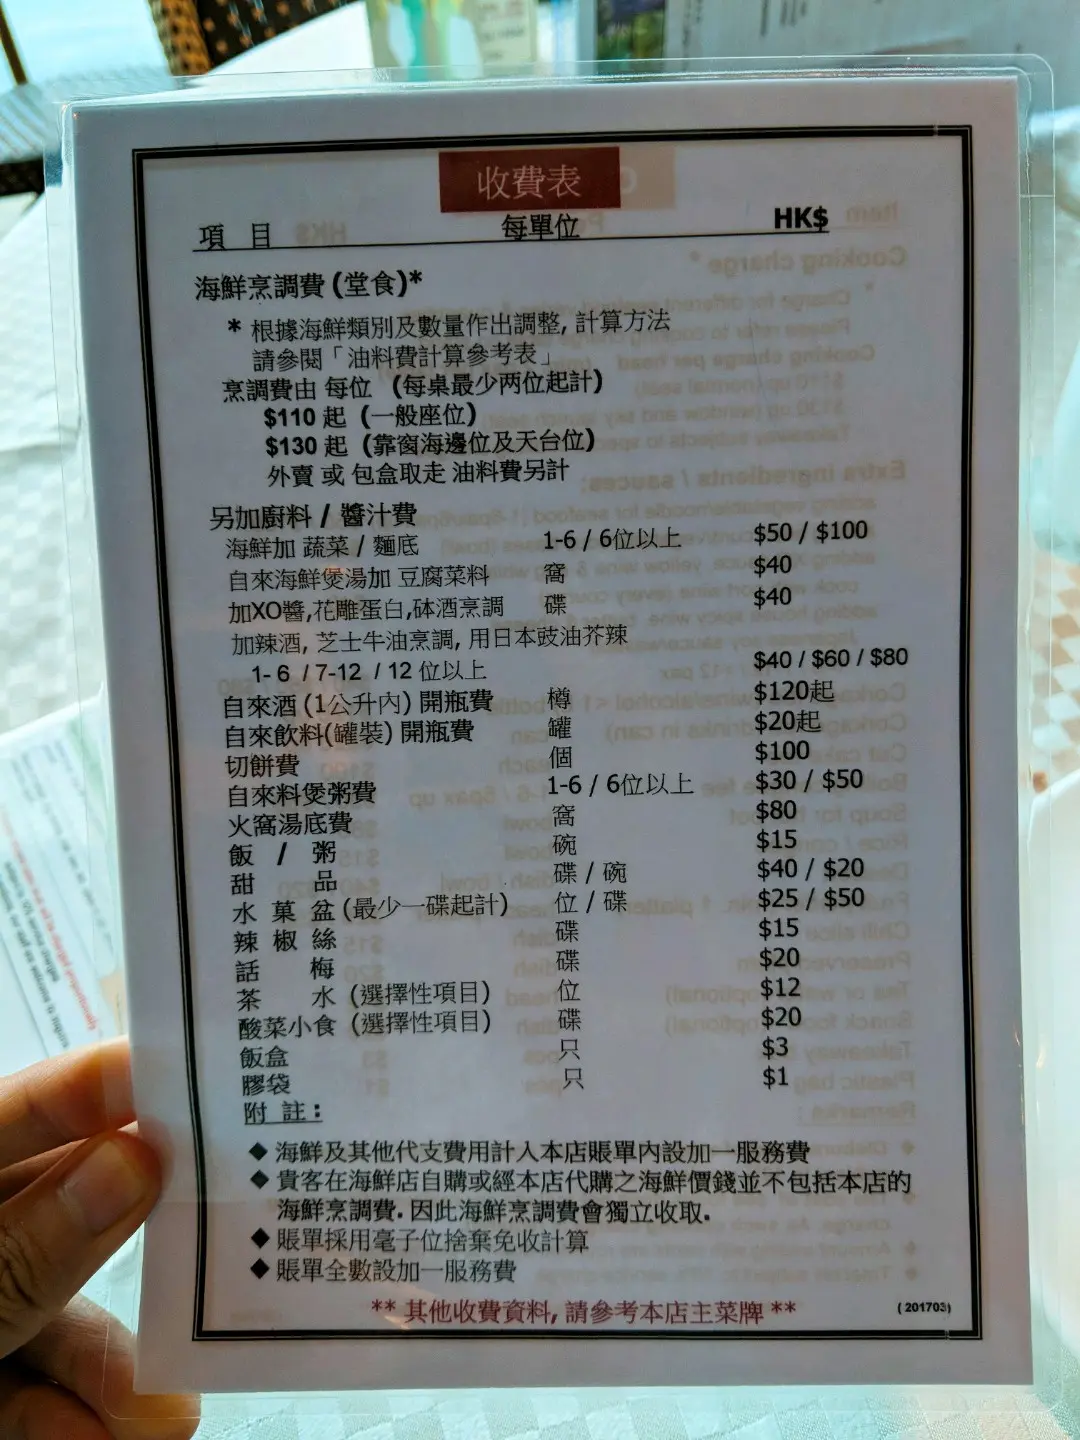 收費表
項 目 每單位 HK$
海鮮烹調費 (堂食)*
* 根據海鮮類別及數量作出調整, 計算方法
請參閱「油料費計算參考表」
烹調費由 每位 (每桌最少两位起計)
$110 起 (一般座位)
$130 起 (靠窗海邊位及天台位)
外賣 或 包盒取走 油料費另計
另加廚料 / 醬汁費
海鮮加 蔬菜 / 麵底 1-6 / 6位以上 $50 / $100
自來海鮮煲湯加 豆腐菜料 窩 $40
加XO醬,花雕蛋白,砵酒烹調 碟 $40
加辣酒, 芝士牛油烹調, 用日本豉油芥辣
1- 6 / 7-12 / 12 位以上 $40 / $60 / $80
自來酒 (1公升內) 開瓶費 樽 $120起
自來飲料(罐裝) 開瓶費 罐 $20起
切餅費 個 $100
自來料煲粥費 1-6 / 6位以上 $30 / $50
火窩湯底費 窩 $80
飯 / 粥 碗 $15
甜 品 碟 / 碗 $40 / $20
水 菓 盆 (最少一碟起計) 位 / 碟 $25 / $50
辣 椒 絲 碟 $15
話 梅 碟 $20
茶 水 (選擇性項目) 位 $12
酸菜小食 (選擇性項目) 碟 $20
飯盒 只 $3
膠袋 只 $1
附 註 :
◆ 海鮮及其他代支費用計入本店賬單內設加一服務費
◆ 貴客在海鮮店自購或經本店代購之海鮮價錢並不包括本店的
海鮮烹調費. 因此海鮮烹調費會獨立收取.
◆ 賬單採用毫子位捨棄免收計算
◆ 賬單全數設加一服務費
** 其他收費資料, 請參考本店主菜牌 **
( 201703)